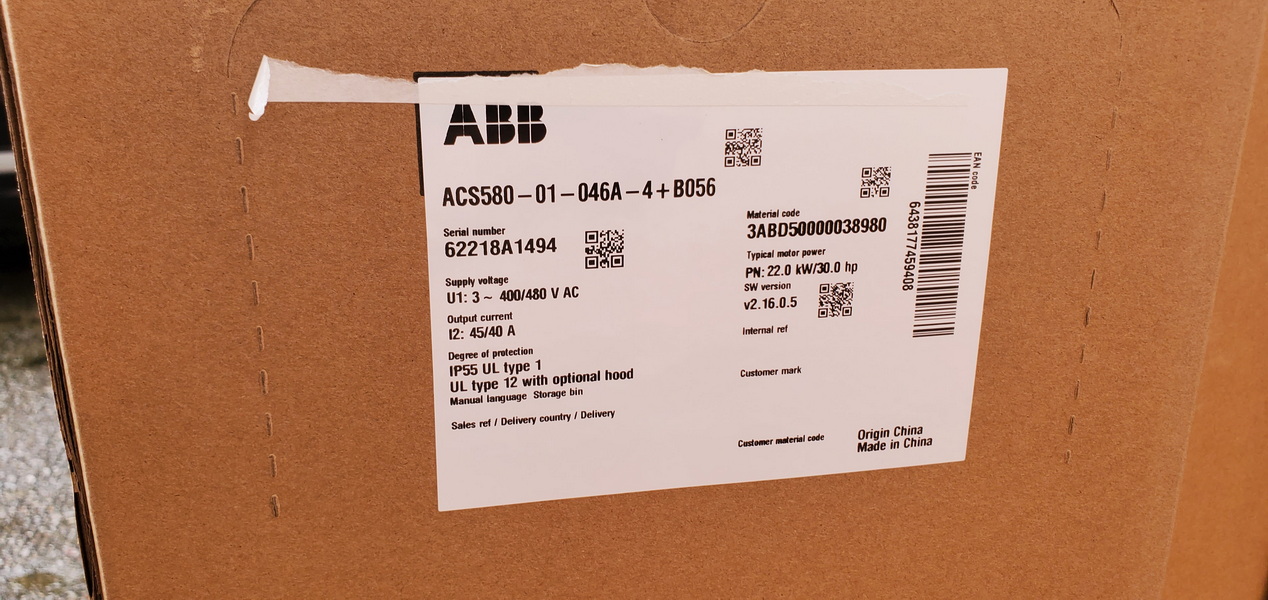 ABB
ACS580-01-046A-4+B056
Serial number
62218A1494
Supply voltage
U1: 3~ 400/480 V AC
Output current
I2: 45/40 A
Degree of protection
IP55 UL type 1
UL type 12 with optional hood
Manual language Storage bin
Sales ref / Delivery country / Delivery
Material code
3ABD50000038980
Typical motor power
PN: 22.0 kW/30.0 hp
SW version
v2.16.0.5
Internal ref
Customer mark
Customer material code
Origin China
Made in China
EAN code
6438177459408